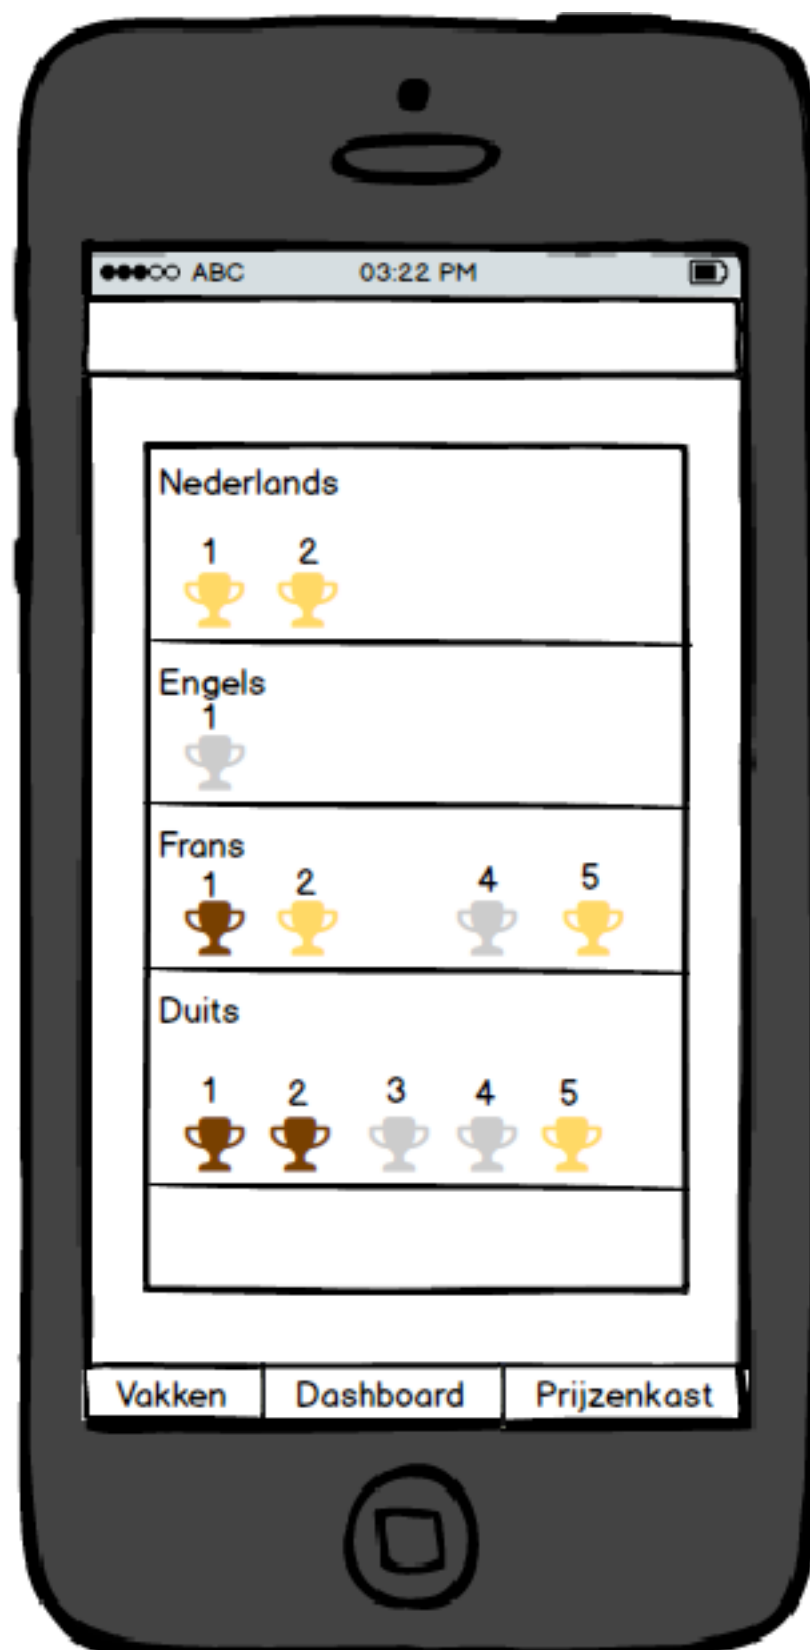 ABC 03:22 PM
Nederlands
1 2
Engels
1
Frans
1 2 4 5
Duits
1 2 3 4 5
Vakken Dashboard Prijzenkast